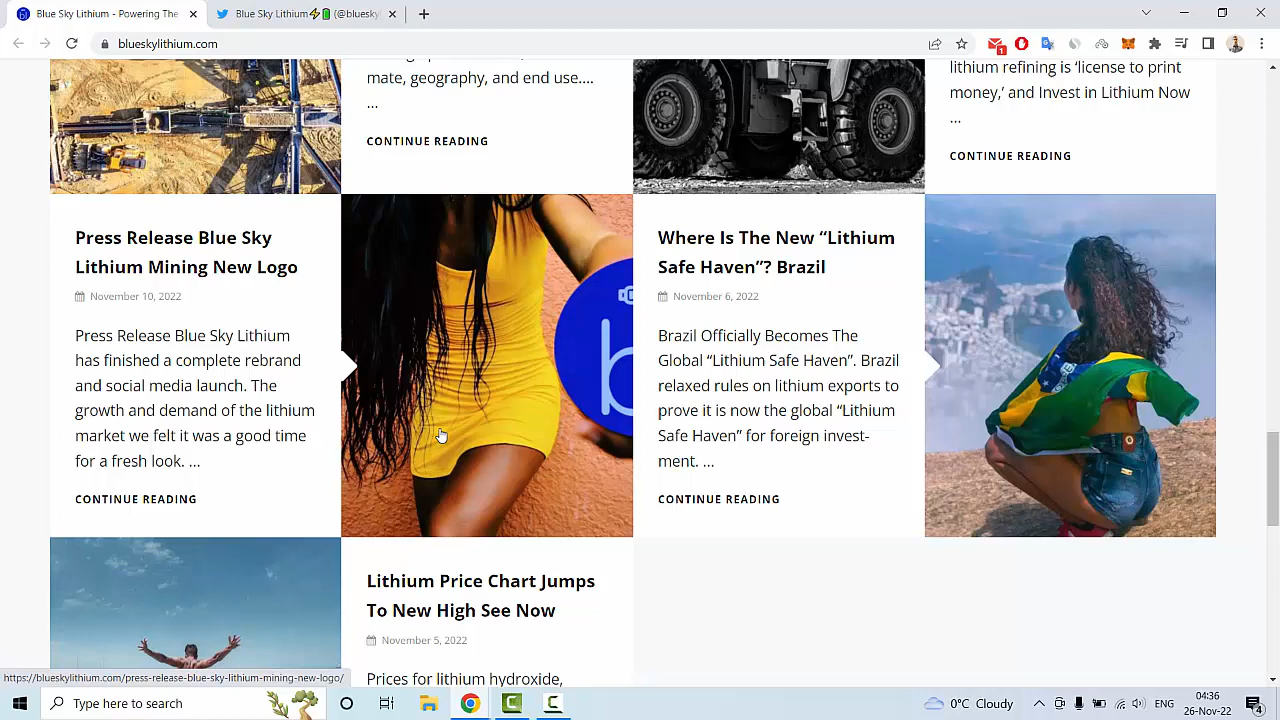 Blue Sky Lithium - Powering The
Blue Sky Lithium⚡🔋 (@bluesky
blueskylithium.com
1
mate, geography, and end use....
...
CONTINUE READING
lithium refining is ‘license to print
money,’ and Invest in Lithium Now
...
CONTINUE READING
Press Release Blue Sky
Lithium Mining New Logo
November 10, 2022
Press Release Blue Sky Lithium
has finished a complete rebrand
and social media launch. The
growth and demand of the lithium
market we felt it was a good time
for a fresh look. ...
CONTINUE READING
b
Where Is The New “Lithium
Safe Haven”? Brazil
November 6, 2022
Brazil Officially Becomes The
Global “Lithium Safe Haven”. Brazil
relaxed rules on lithium exports to
prove it is now the global “Lithium
Safe Haven” for foreign invest-
ment. ...
CONTINUE READING
Lithium Price Chart Jumps
To New High See Now
November 5, 2022
Prices for lithium hydroxide,
https://blueskylithium.com/press-release-blue-sky-lithium-mining-new-logo/
Type here to search
0°C Cloudy
ENG
04:36
26-Nov-22
4